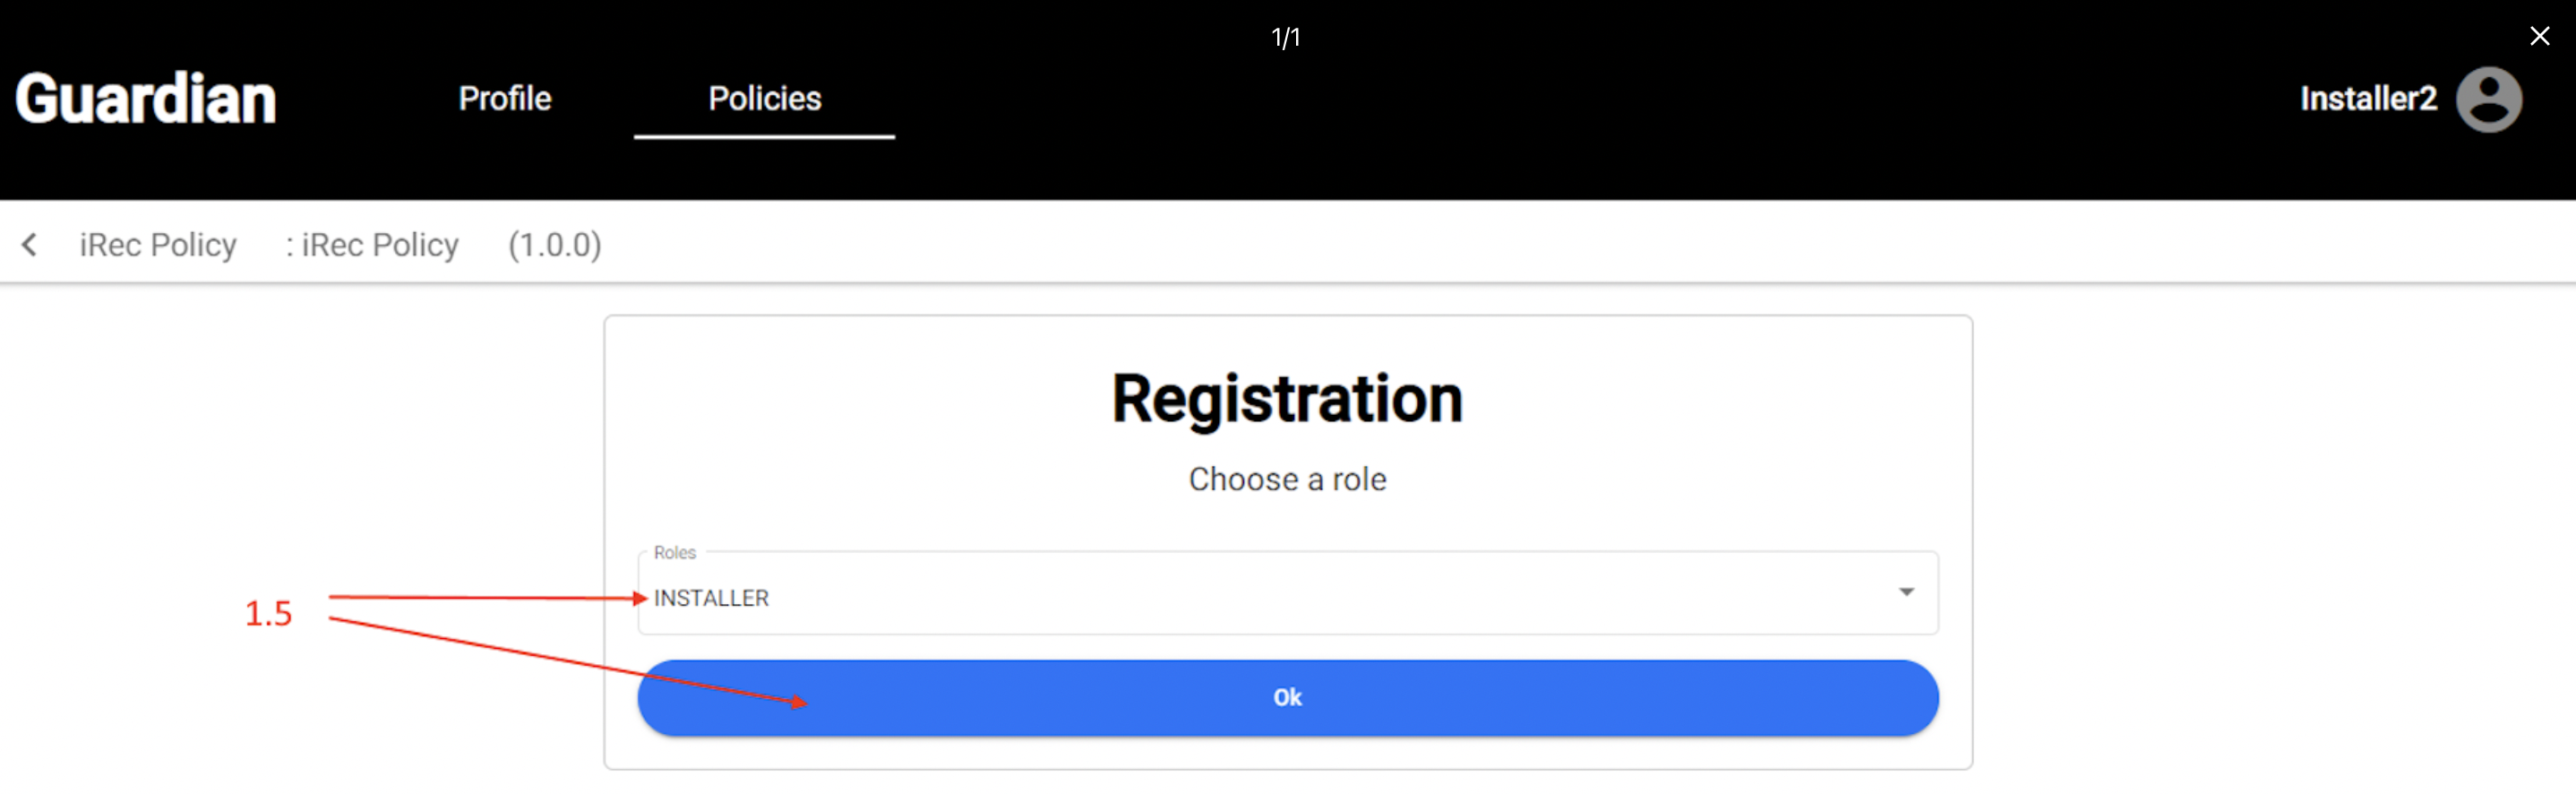 1/1
Guardian Profile Policies Installer2
iRec Policy : iRec Policy (1.0.0)
Registration
Choose a role
Roles
INSTALLER
1.5
Ok